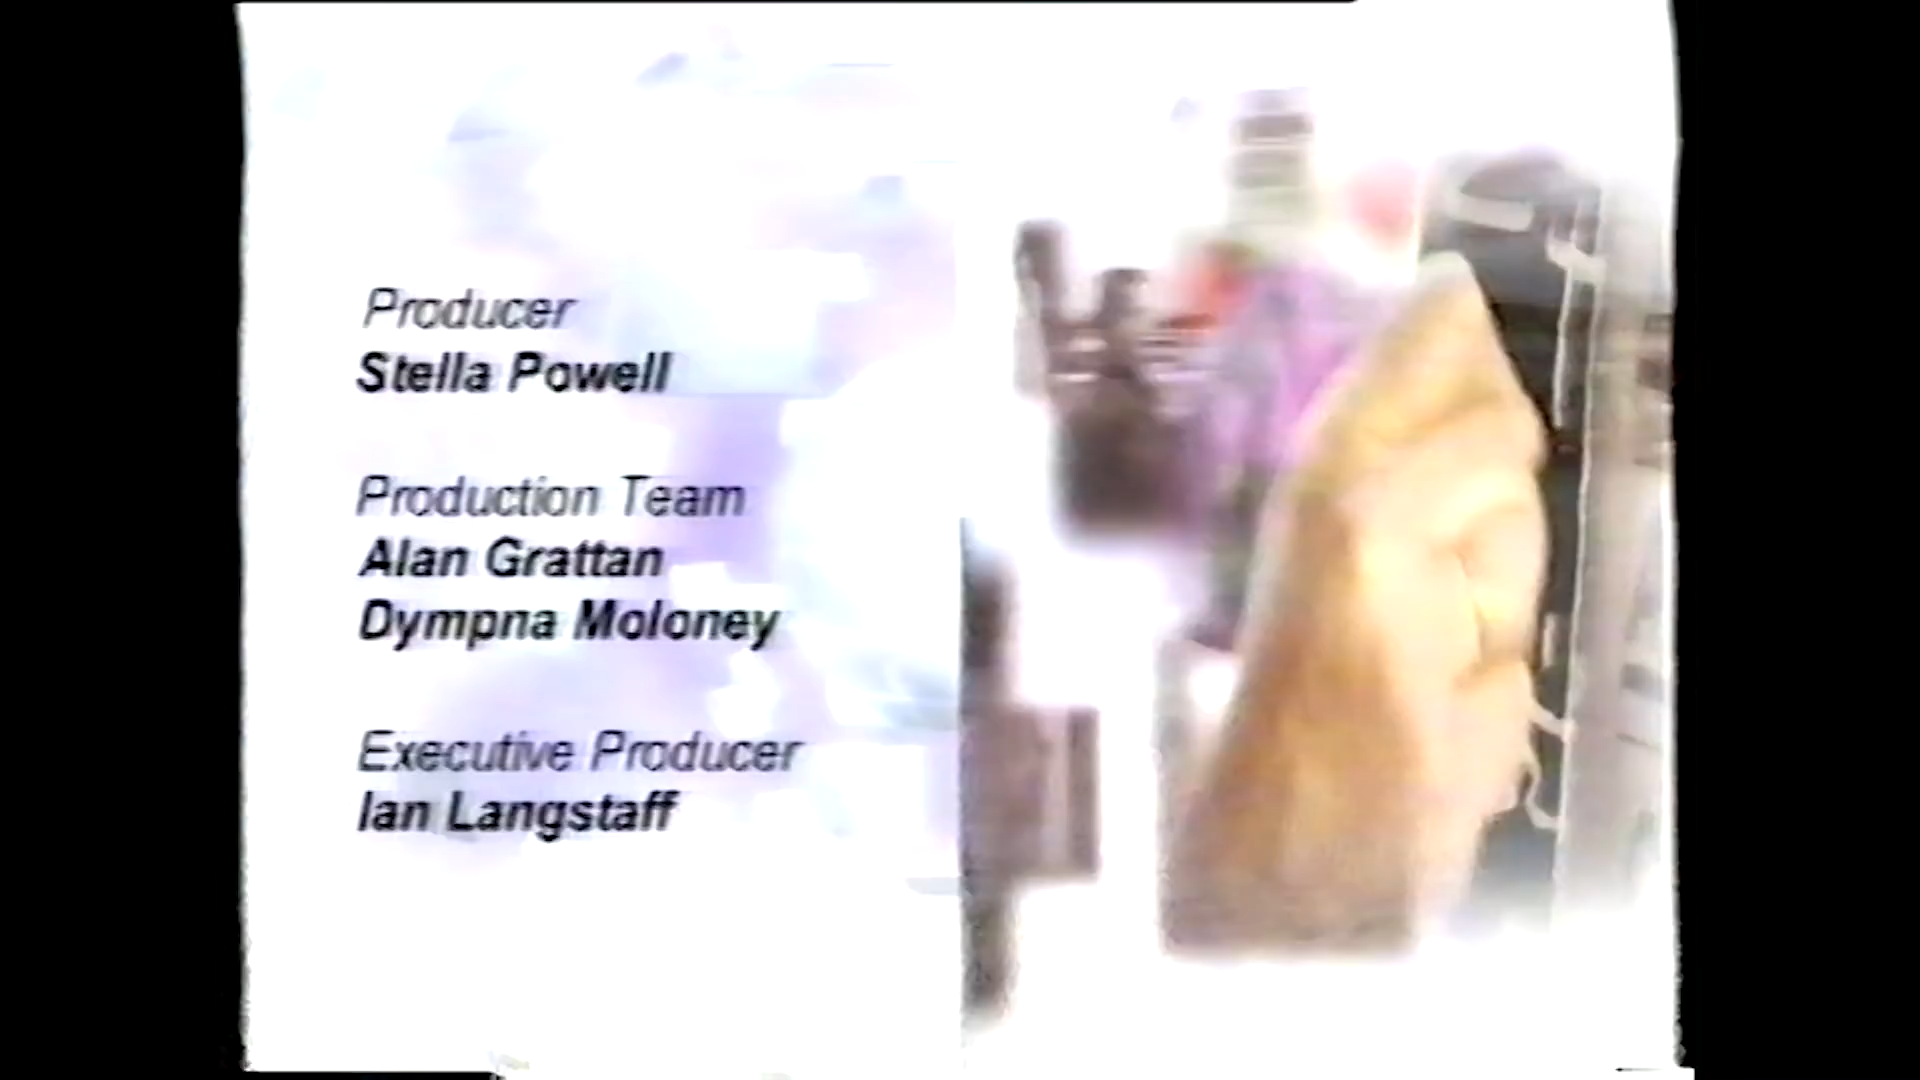 Producer
Stella Powell
Production Team
Alan Grattan
Dympna Moloney
Executive Producer
Ian Langstaff